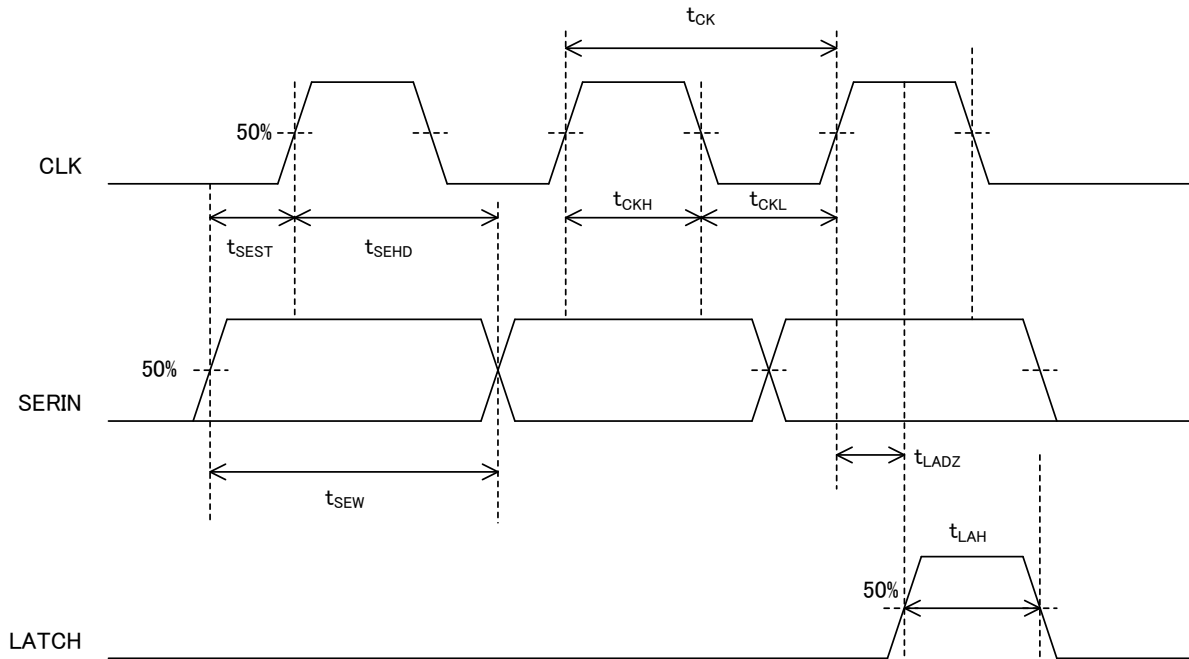 tCK
50%
CLK
tCKH
tCKL
tSEST
tSEHD
50%
SERIN
tLADZ
tSEW
tLAH
50%
LATCH